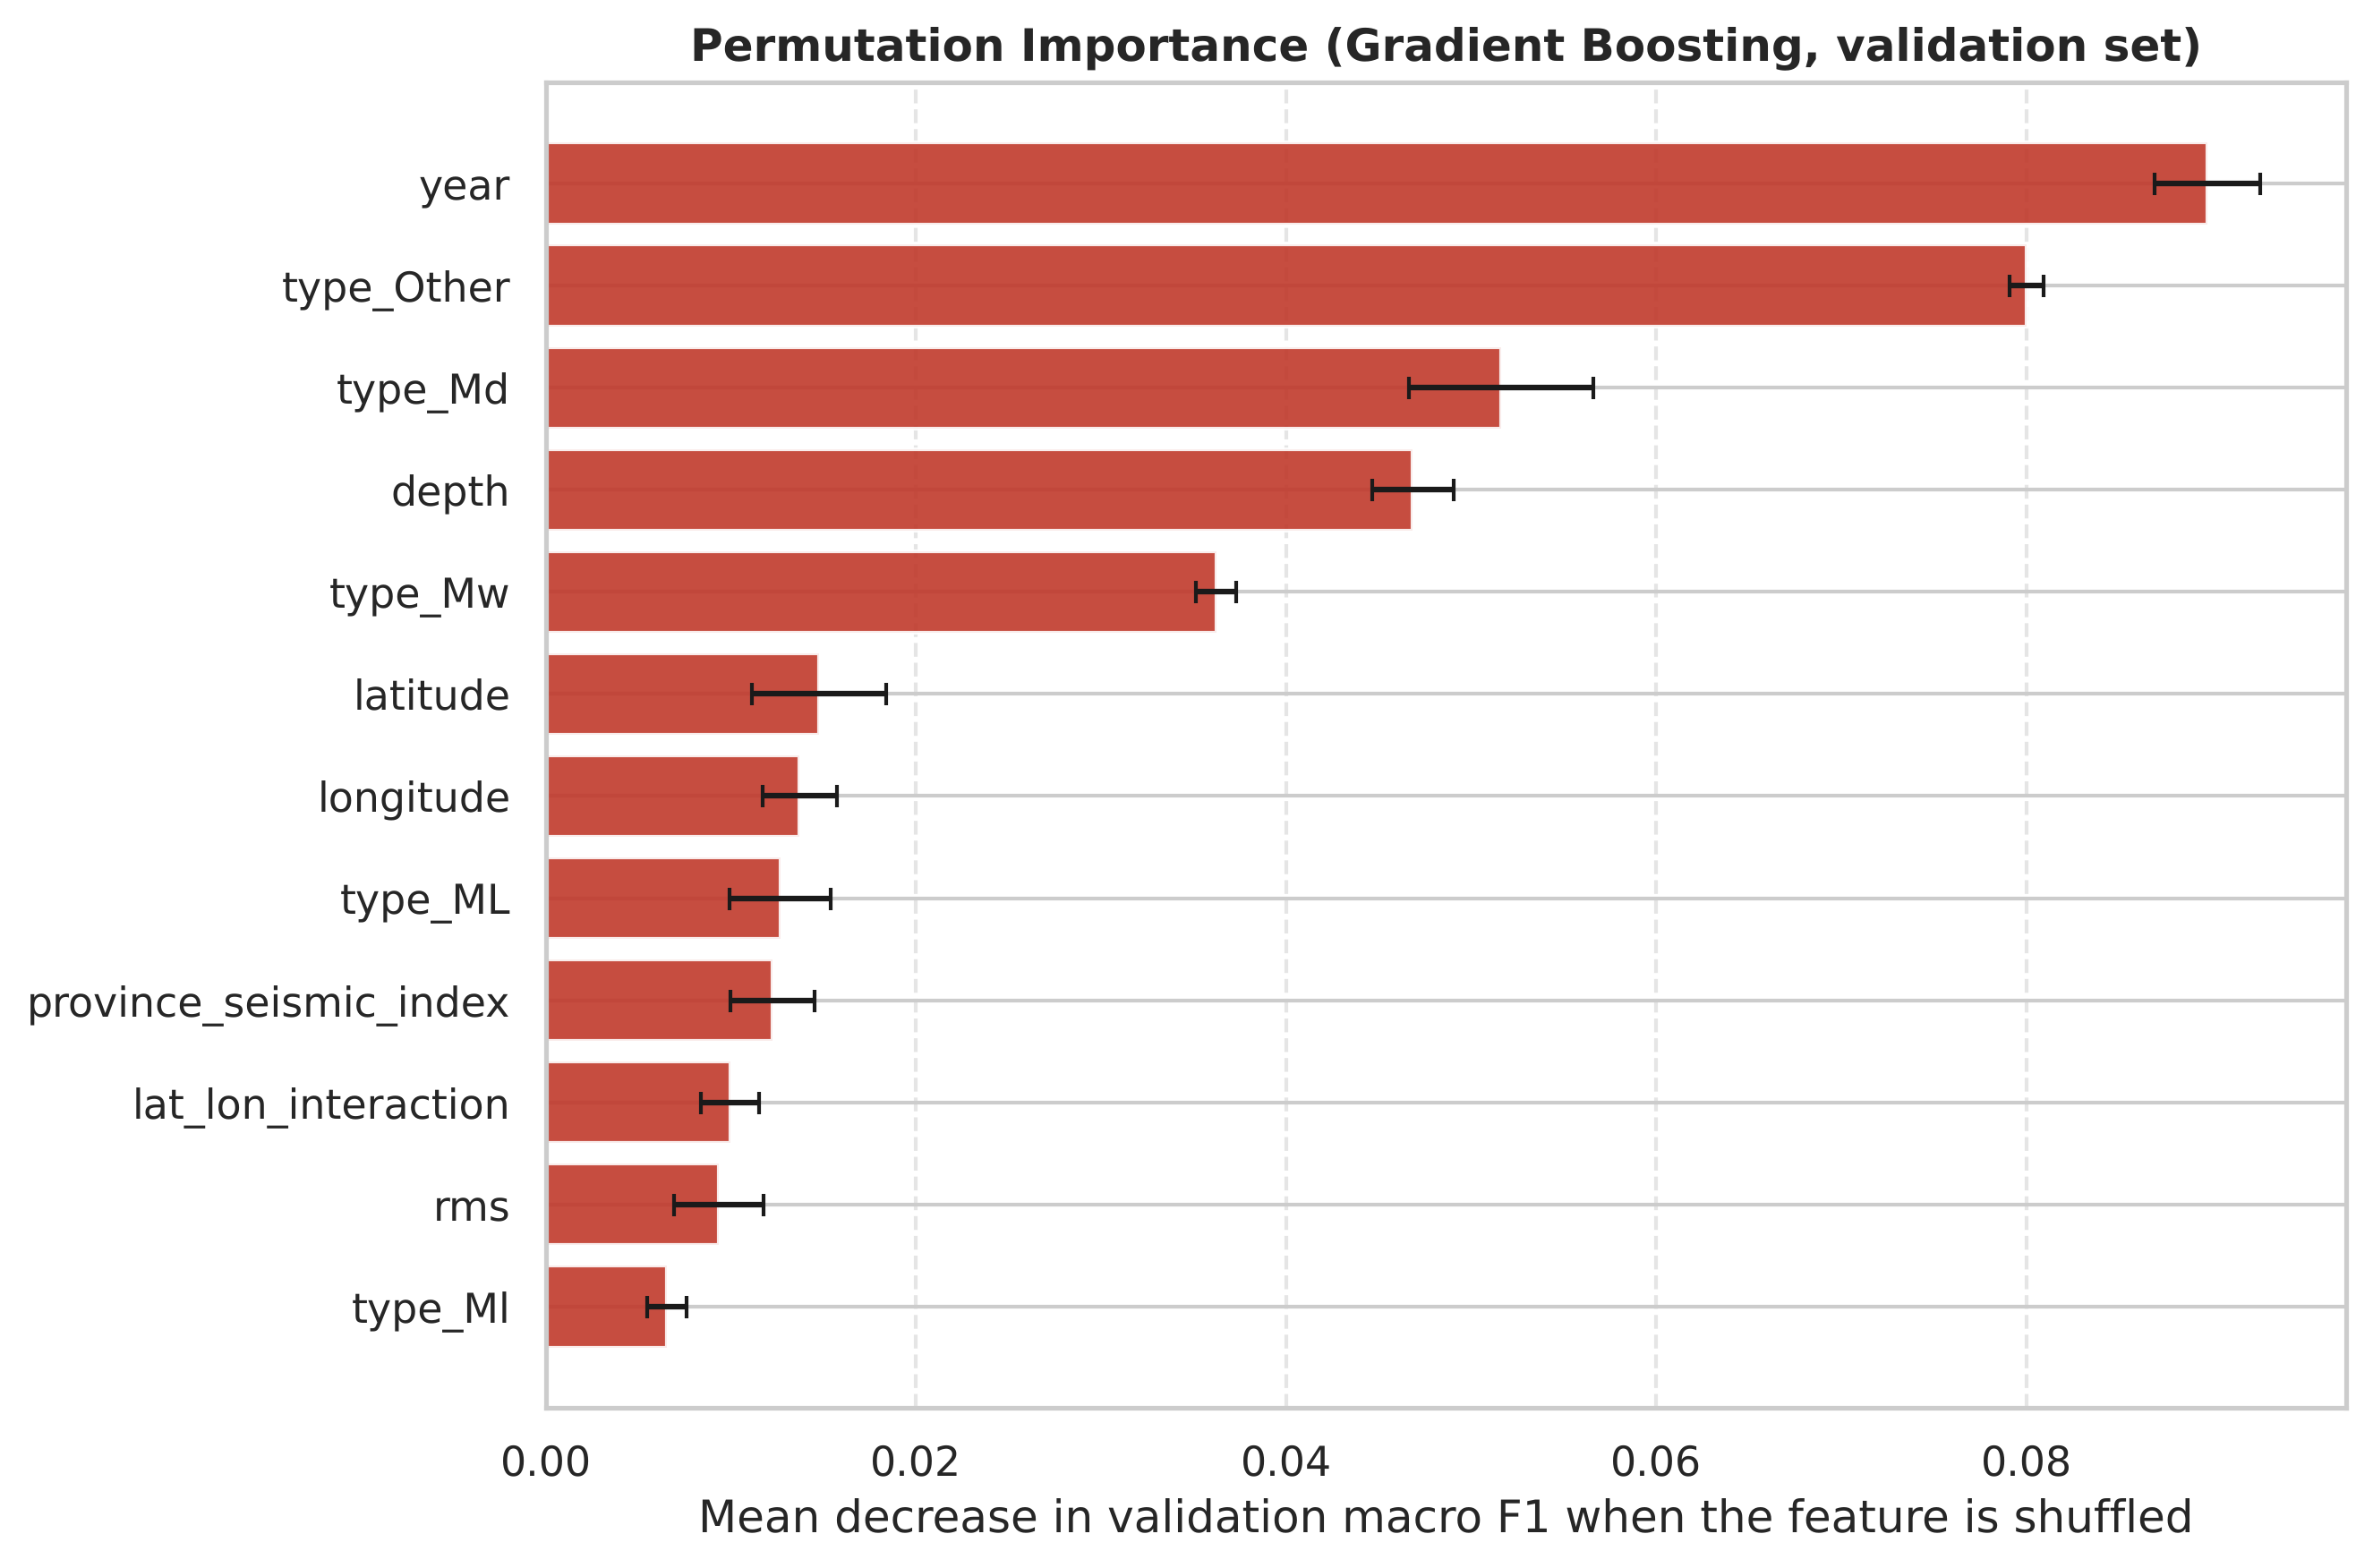 Permutation Importance (Gradient Boosting, validation set)
year
type_Other
type_Md
depth
type_Mw
latitude
longitude
type_ML
province_seismic_index
lat_lon_interaction
rms
type_Ml
0.00 0.02 0.04 0.06 0.08
Mean decrease in validation macro F1 when the feature is shuffled